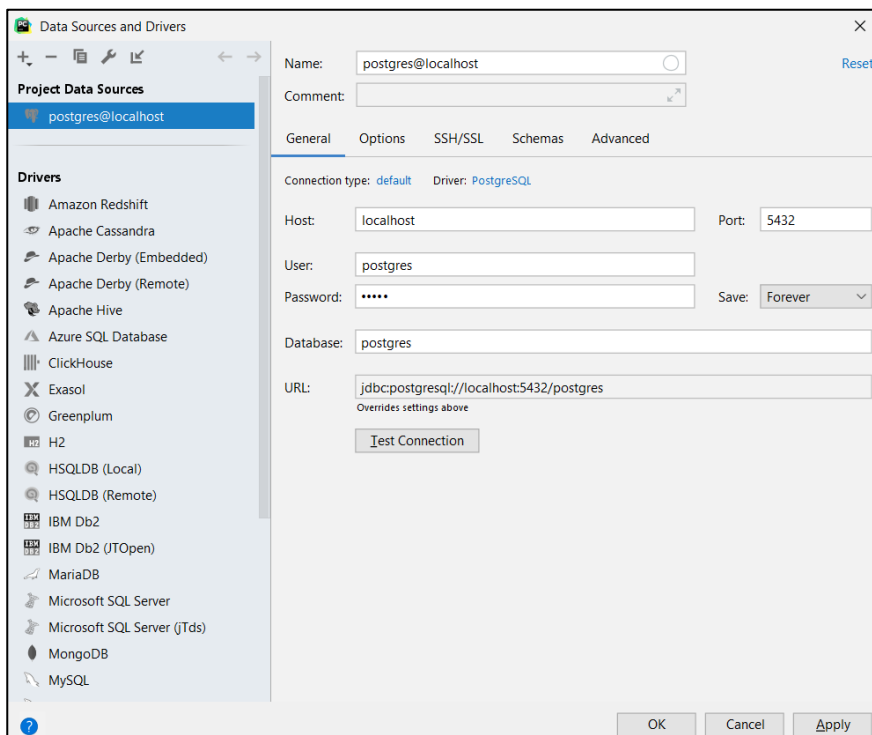 PC Data Sources and Drivers
Project Data Sources
postgres@localhost
Drivers
Amazon Redshift
Apache Cassandra
Apache Derby (Embedded)
Apache Derby (Remote)
Apache Hive
Azure SQL Database
ClickHouse
Exasol
Greenplum
H2 H2
HSQLDB (Local)
HSQLDB (Remote)
IBM Db2
IBM Db2 (JTOpen)
MariaDB
Microsoft SQL Server
Microsoft SQL Server (jTds)
MongoDB
MySQL
Name: postgres@localhost Reset
Comment:
General Options SSH/SSL Schemas Advanced
Connection type: default Driver: PostgreSQL
Host: localhost Port: 5432
User: postgres
Password: ••••• Save: Forever
Database: postgres
URL: jdbc:postgresql://localhost:5432/postgres
Overrides settings above
Test Connection
? OK Cancel Apply